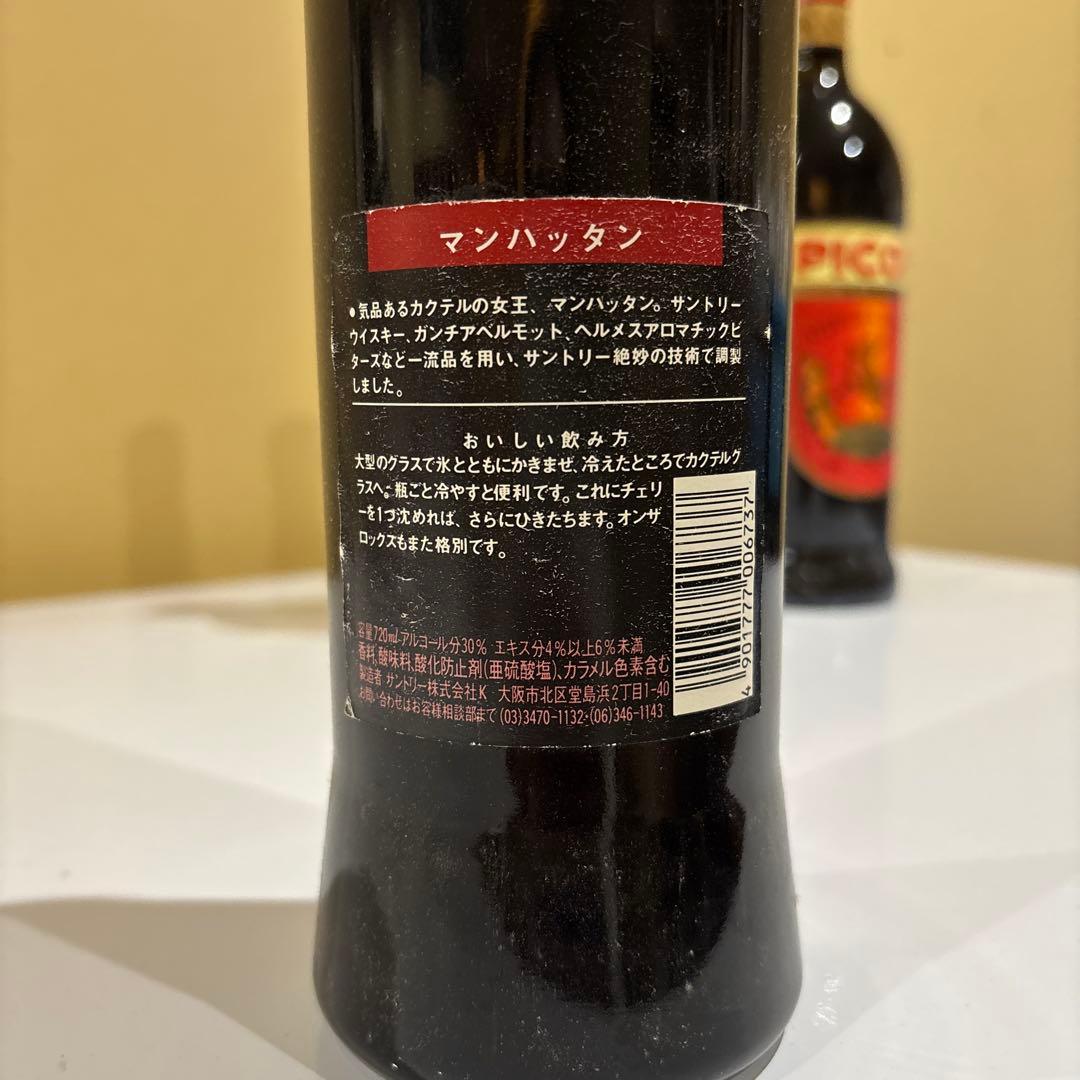 マンハッタン
●気品あるカクテルの女王、マンハッタン。サントリー
ウイスキー、ガンチアベルモット、ヘルメスアロマチックビ
ターズなど一流品を用い、サントリー絶妙の技術で調製
しました。
おいしい飲み方
大型のグラスで氷とともにかきまぜ、冷えたところでカクテルグ
ラスへ。瓶ごと冷やすと便利です。これにチェリ
ーを1つ沈めれば、さらにひきたちます。オンザ
ロックスもまた格別です。
容量720ml アルコール分30% エキス分4%以上6%未満
香料、酸味料、酸化防止剤(亜硫酸塩)、カラメル色素含む
製造者 サントリー株式会社K 大阪市北区堂島浜2丁目1-40
お問い合わせはお客様相談部まで (03)3470-1132・(06)346-1143
4 901777 006737
PICO